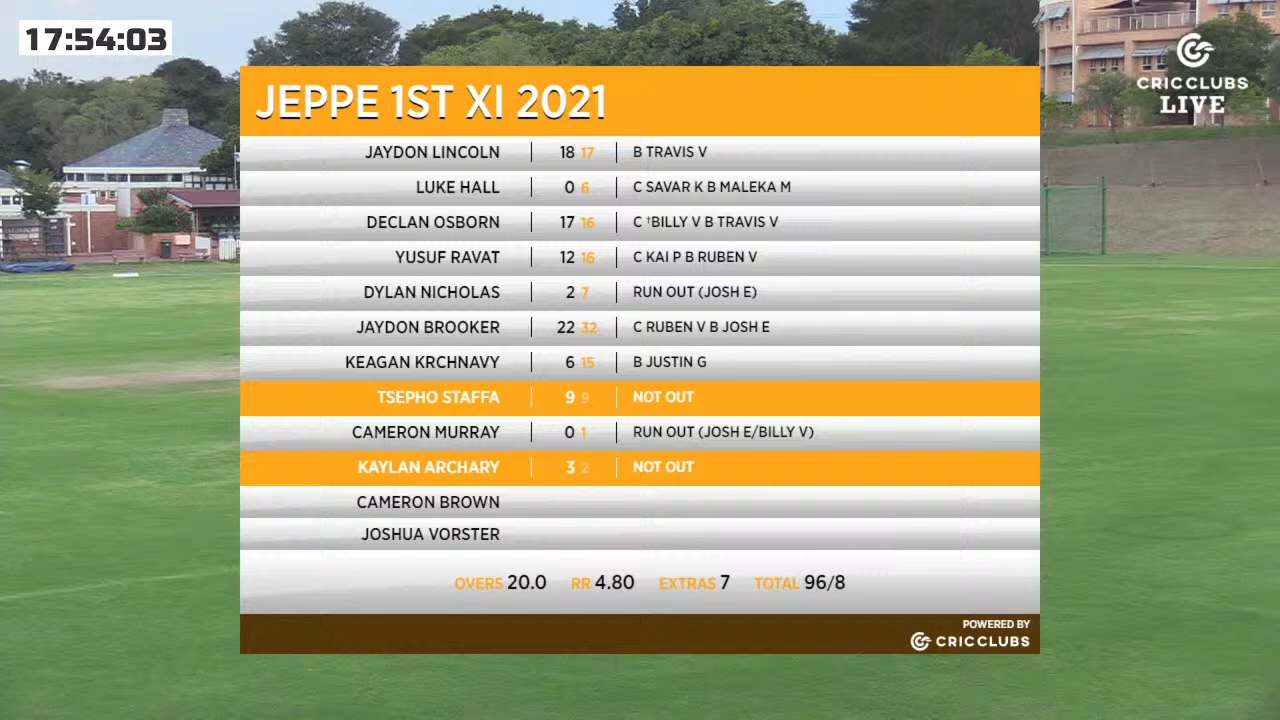 17:54:03
CRICCLUBS
LIVE
JEPPE 1ST XI 2021
JAYDON LINCOLN 18 17 B TRAVIS V
LUKE HALL 0 6 C SAVAR K B MALEKA M
DECLAN OSBORN 17 16 C †BILLY V B TRAVIS V
YUSUF RAVAT 12 16 C KAI P B RUBEN V
DYLAN NICHOLAS 2 7 RUN OUT (JOSH E)
JAYDON BROOKER 22 32 C RUBEN V B JOSH E
KEAGAN KRCHNAVY 6 15 B JUSTIN G
TSEPHO STAFFA 9 9 NOT OUT
CAMERON MURRAY 0 1 RUN OUT (JOSH E/BILLY V)
KAYLAN ARCHARY 3 2 NOT OUT
CAMERON BROWN
JOSHUA VORSTER
OVERS 20.0 RR 4.80 EXTRAS 7 TOTAL 96/8
POWERED BY
CRICCLUBS